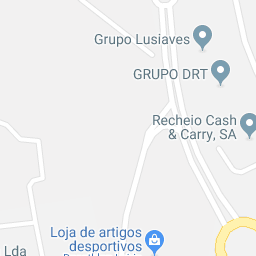 Grupo Lusiaves
GRUPO DRT
Recheio Cash
& Carry, SA
Loja de artigos
desportivos
Lda